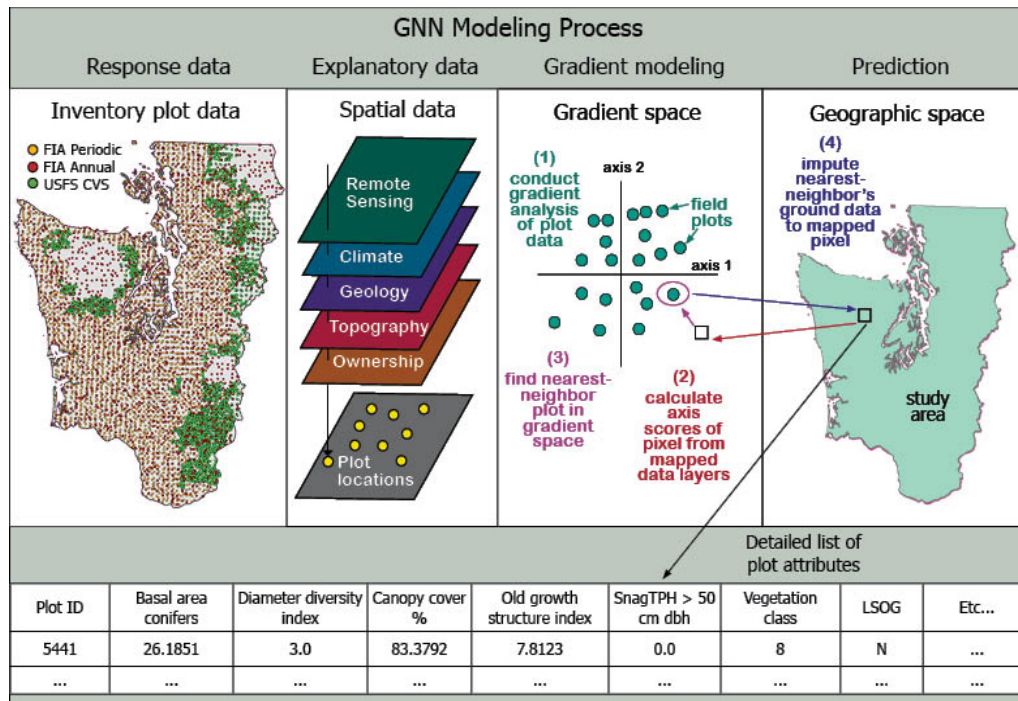 GNN Modeling Process
Response data
Explanatory data
Gradient modeling
Prediction
Inventory plot data
FIA Periodic
FIA Annual
USFS CVS
Spatial data
Remote
Sensing
Climate
Geology
Topography
Ownership
Plot
locations
Gradient space
(1)
conduct
gradient
analysis
of plot
data
axis 2
field
plots
axis 1
(3)
find nearest-
neighbor
plot in
gradient
space
(2)
calculate
axis
scores of
pixel from
mapped
data layers
Geographic space
(4)
impute
nearest-
neighbor's
ground data
to mapped
pixel
study
area
Detailed list of
plot attributes
Plot ID
Basal area
conifers
Diameter diversity
index
Canopy cover
%
Old growth
structure index
SnagTPH > 50
cm dbh
Vegetation
class
LSOG
Etc...
5441
26.1851
3.0
83.3792
7.8123
0.0
8
N
...
...
...
...
...
...
...
...
...
...